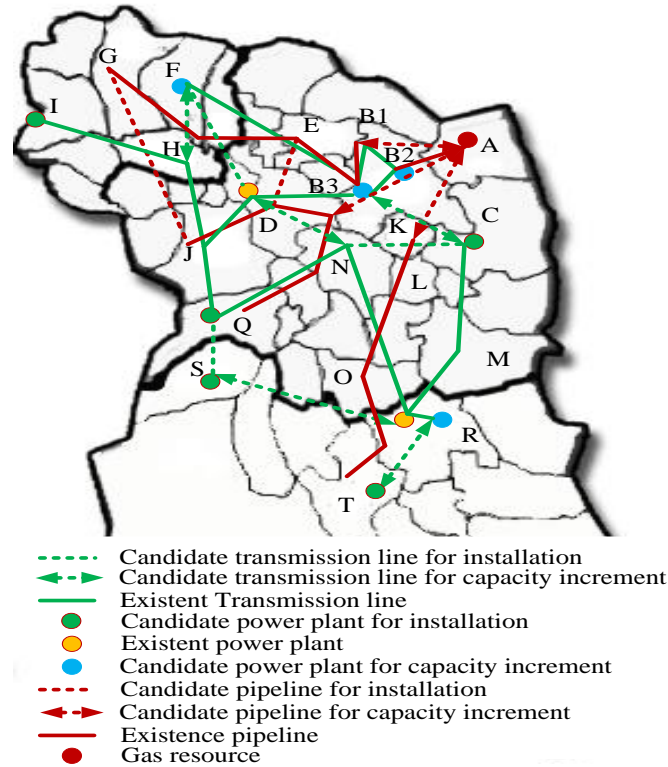 G
F
I
E
B1
A
H
B2
B3
C
D
K
J
N
L
Q
M
S
O
R
T
Candidate transmission line for installation
Candidate transmission line for capacity increment
Existent Transmission line
Candidate power plant for installation
Existent power plant
Candidate power plant for capacity increment
Candidate pipeline for installation
Candidate pipeline for capacity increment
Existence pipeline
Gas resource